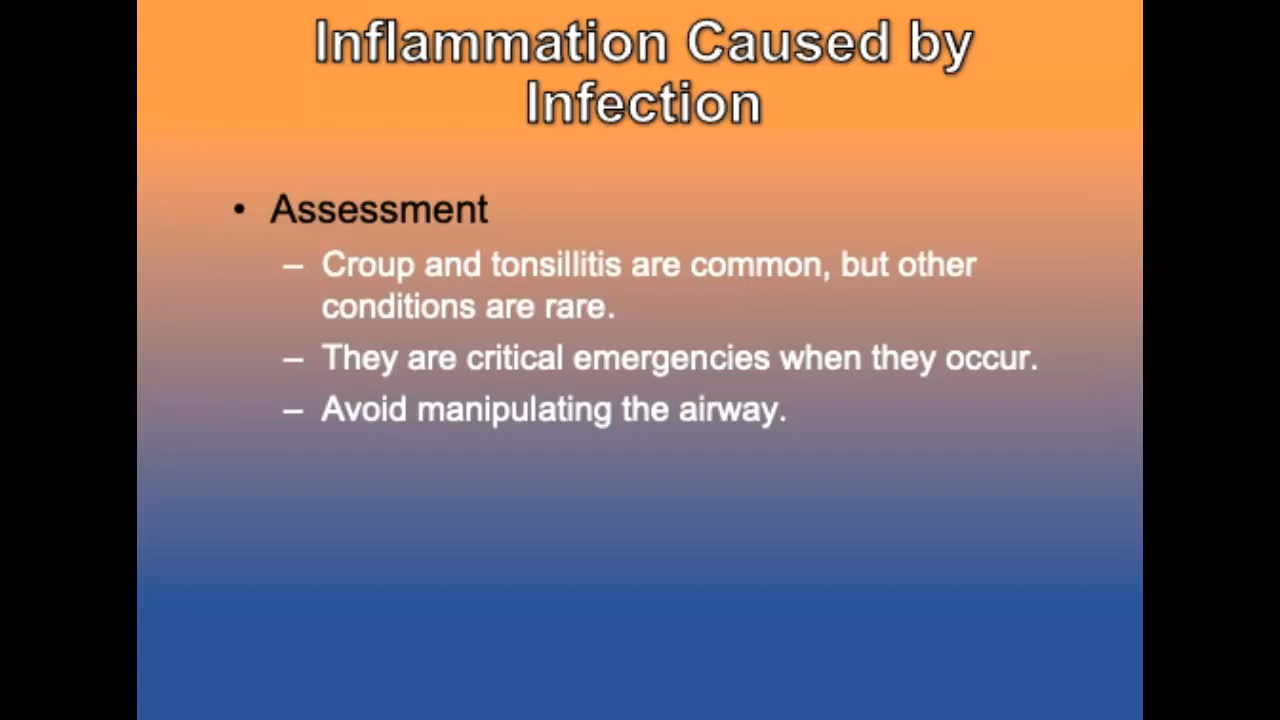 Inflammation Caused by
Infection
• Assessment
– Croup and tonsillitis are common, but other
conditions are rare.
– They are critical emergencies when they occur.
– Avoid manipulating the airway.